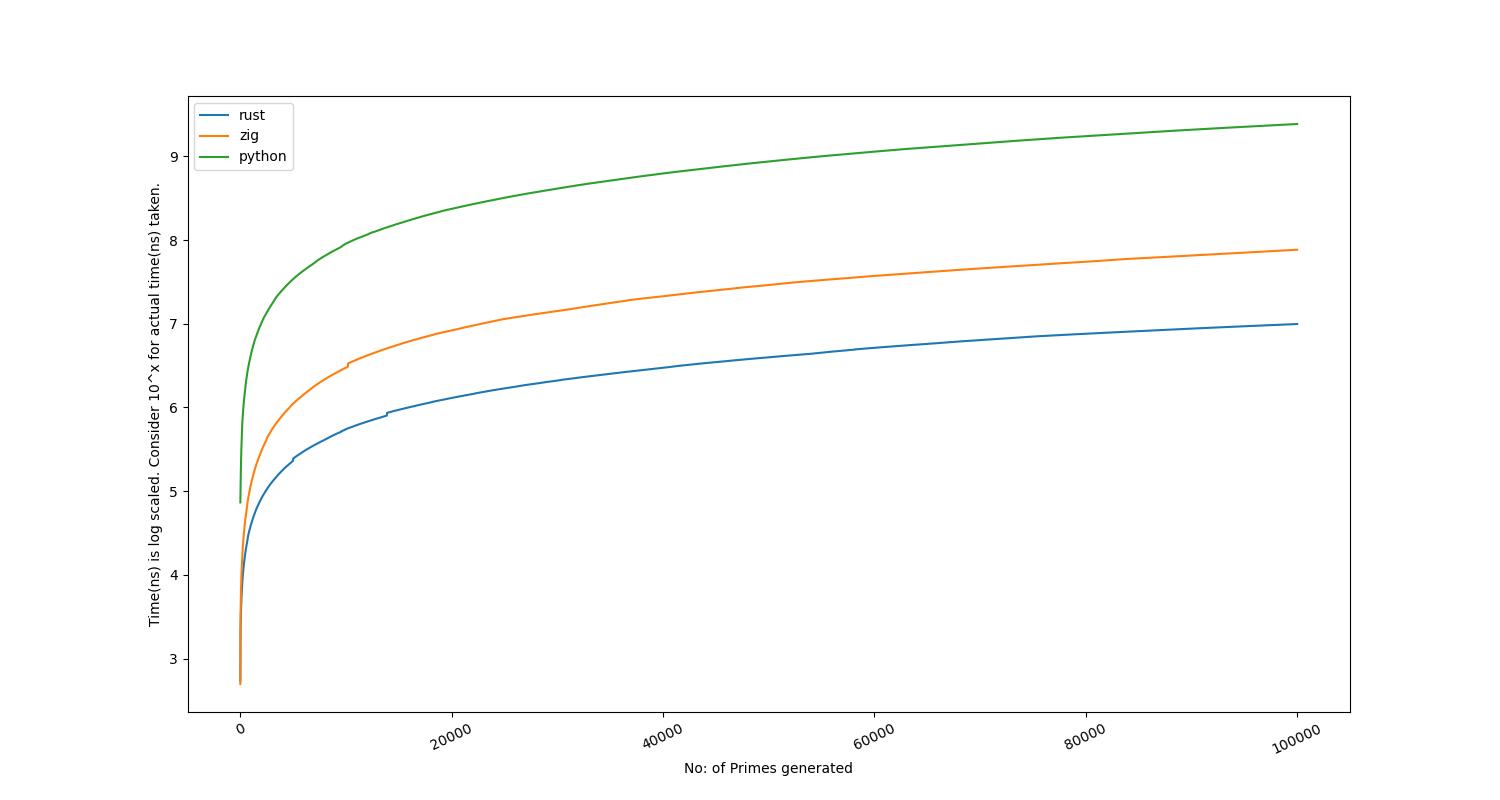 rust
zig
python
Time(ns) is log scaled. Consider 10^x for actual time(ns) taken.
9
8
7
6
5
4
3
0
20000
40000
60000
80000
100000
No: of Primes generated